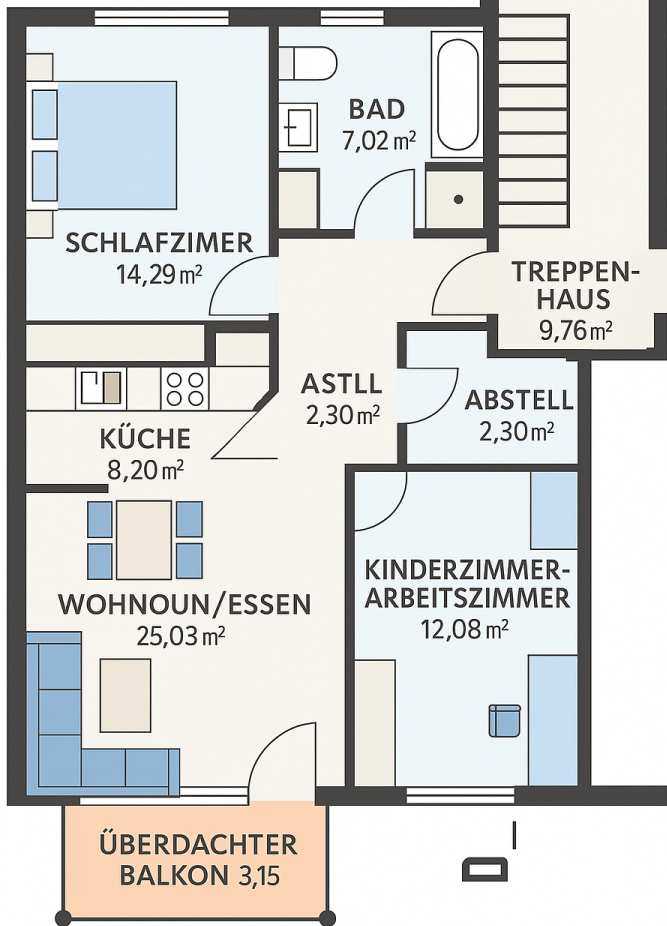 BAD
7,02 m²
SCHLAFZIMER
14,29 m²
TREPPEN-
HAUS
9,76 m²
ASTLL
2,30 m²
ABSTELL
2,30 m²
KÜCHE
8,20 m²
KINDERZIMMER-
ARBEITSZIMMER
12,08 m²
WOHNOUN/ESSEN
25,03 m²
ÜBERDACHTER
BALKON 3,15